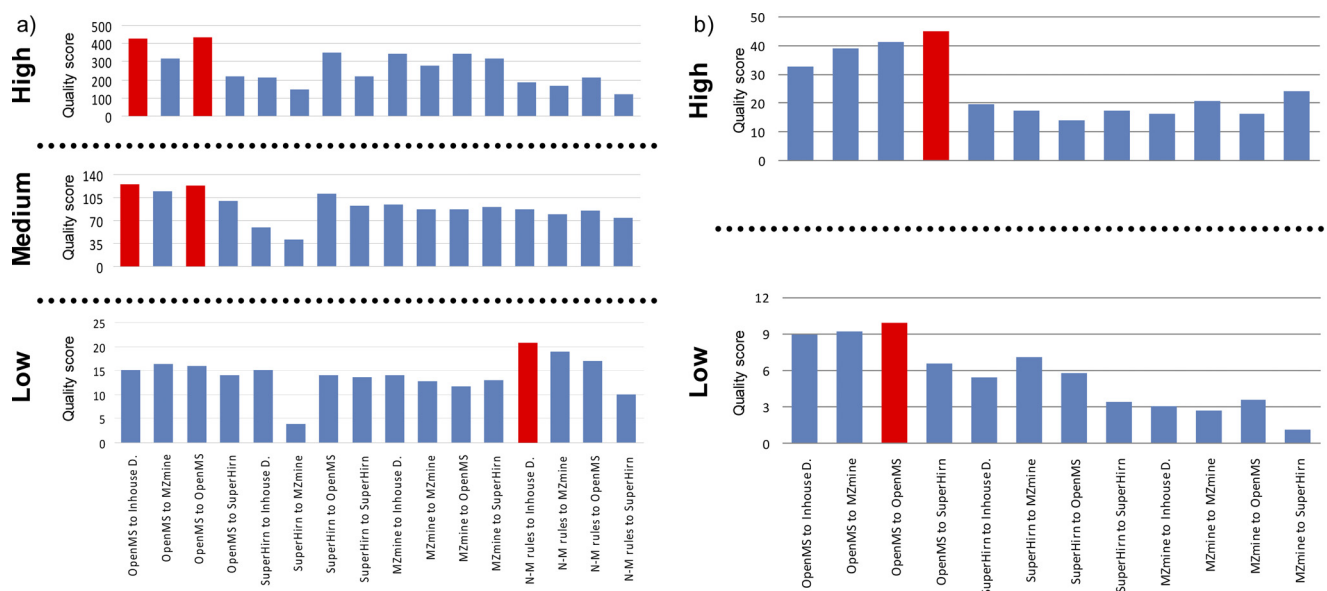 a)
High
Quality score
500
400
300
200
100
0
Medium
Quality score
140
105
70
35
0
Low
Quality score
25
20
15
10
5
0
OpenMS to Inhouse D.
OpenMS to MZmine
OpenMS to OpenMS
OpenMS to SuperHirn
SuperHirn to Inhouse D.
SuperHirn to MZmine
SuperHirn to OpenMS
SuperHirn to SuperHirn
MZmine to Inhouse D.
MZmine to MZmine
MZmine to OpenMS
MZmine to SuperHirn
N-M rules to Inhouse D.
N-M rules to MZmine
N-M rules to OpenMS
N-M rules to SuperHirn
b)
High
Quality score
50
40
30
20
10
0
Low
Quality score
12
9
6
3
0
OpenMS to Inhouse D.
OpenMS to MZmine
OpenMS to OpenMS
OpenMS to SuperHirn
SuperHirn to Inhouse D.
SuperHirn to MZmine
SuperHirn to OpenMS
SuperHirn to SuperHirn
MZmine to Inhouse D.
MZmine to MZmine
MZmine to OpenMS
MZmine to SuperHirn